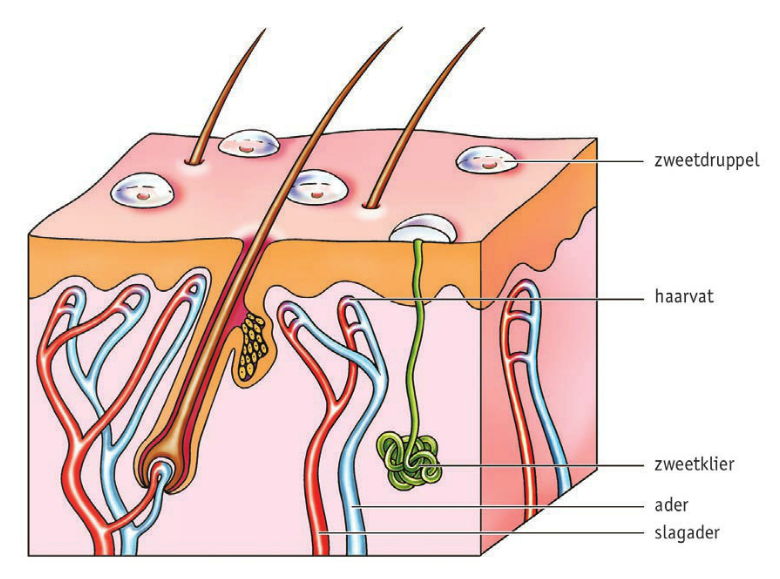 zweetdruppel
haarvat
zweetklier
ader
slagader